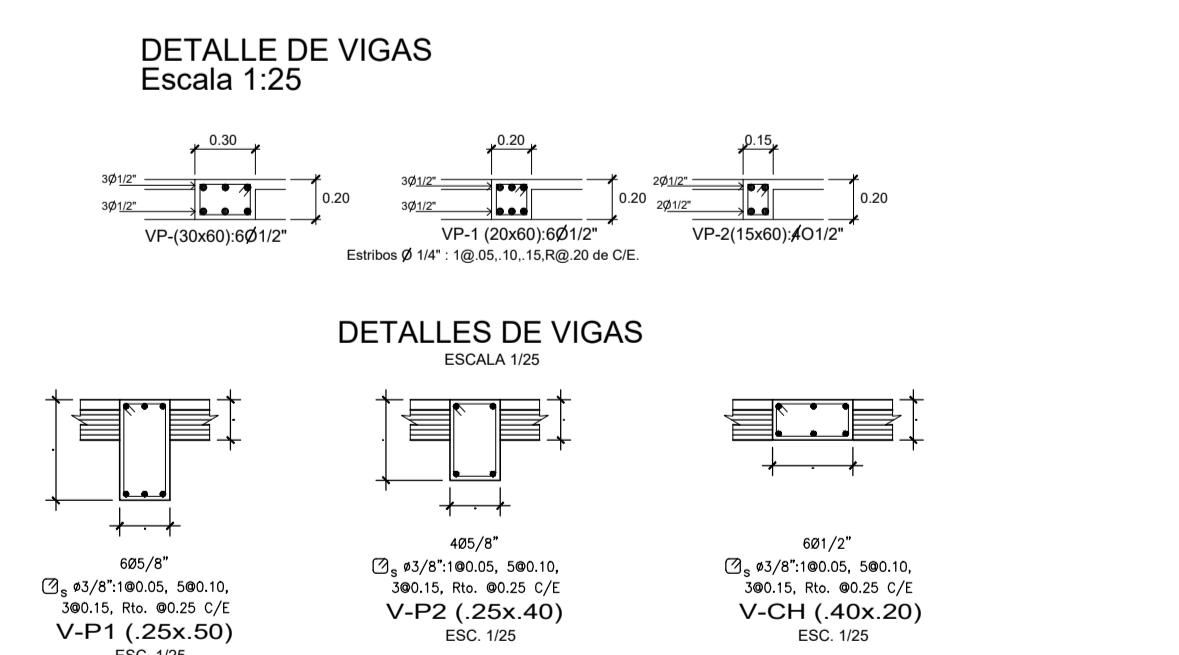 DETALLE DE VIGAS
Escala 1:25
0.30
3Ø1/2"
3Ø1/2"
0.20
VP-(30x60):6Ø1/2"
0.20
3Ø1/2"
3Ø1/2"
0.20
VP-1 (20x60):6Ø1/2"
0.15
2Ø1/2"
2Ø1/2"
0.20
VP-2(15x60):4O1/2"
Estribos Ø 1/4" : 1@.05,.10,.15,R@.20 de C/E.
DETALLES DE VIGAS
ESCALA 1/25
6Ø5/8"
s ø3/8":1@0.05, 5@0.10,
3@0.15, Rto. @0.25 C/E
V-P1 (.25x.50)
ESC. 1/25
4Ø5/8"
s ø3/8":1@0.05, 5@0.10,
3@0.15, Rto. @0.25 C/E
V-P2 (.25x.40)
ESC. 1/25
6Ø1/2"
s ø3/8":1@0.05, 5@0.10,
3@0.15, Rto. @0.25 C/E
V-CH (.40x.20)
ESC. 1/25